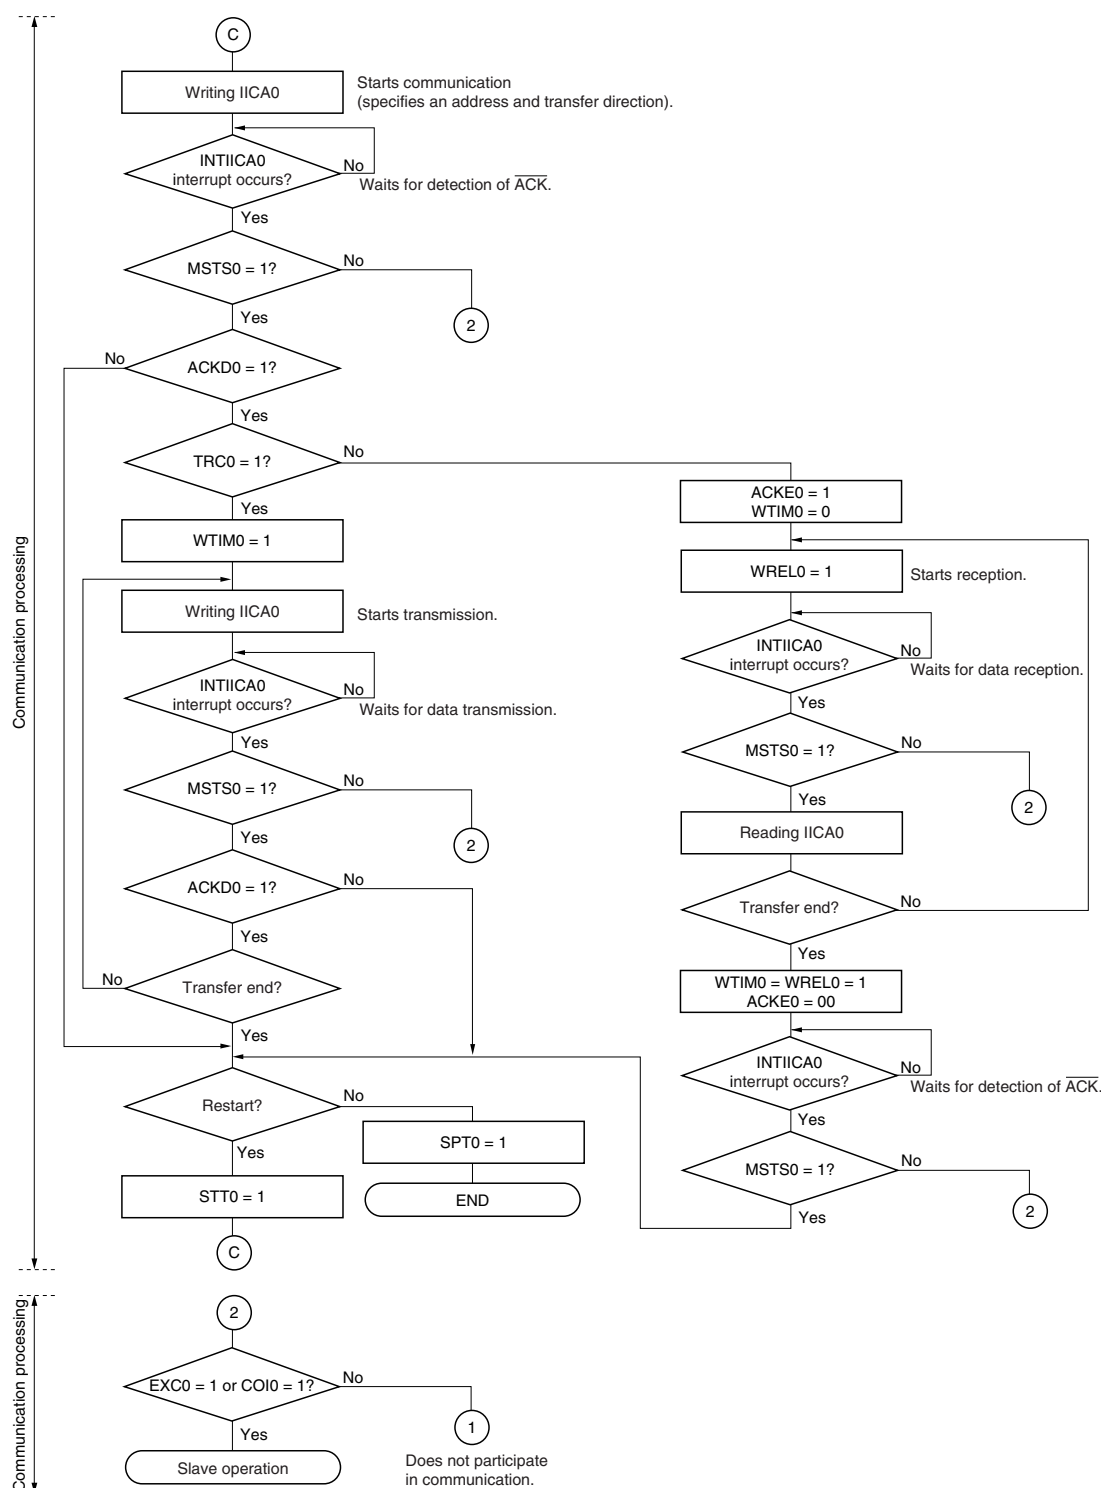 C
Writing IICA0
Starts communication
(specifies an address and transfer direction).
INTIICA0
interrupt occurs?
No
Waits for detection of ACK.
Yes
MSTS0 = 1?
No
2
Yes
No
ACKD0 = 1?
Yes
TRC0 = 1?
No
Yes
WTIM0 = 1
Writing IICA0
Starts transmission.
INTIICA0
interrupt occurs?
No
Waits for data transmission.
Yes
MSTS0 = 1?
No
2
Yes
ACKD0 = 1?
No
Yes
No
Transfer end?
Yes
ACKE0 = 1
WTIM0 = 0
WREL0 = 1
Starts reception.
INTIICA0
interrupt occurs?
No
Waits for data reception.
Yes
MSTS0 = 1?
No
2
Yes
Reading IICA0
Transfer end?
No
Yes
WTIM0 = WREL0 = 1
ACKE0 = 00
INTIICA0
interrupt occurs?
No
Waits for detection of ACK.
Yes
MSTS0 = 1?
No
2
Yes
Restart?
No
SPT0 = 1
END
Yes
STT0 = 1
C
Communication processing
2
EXC0 = 1 or COI0 = 1?
No
1
Does not participate
in communication.
Yes
Slave operation
Communication processing